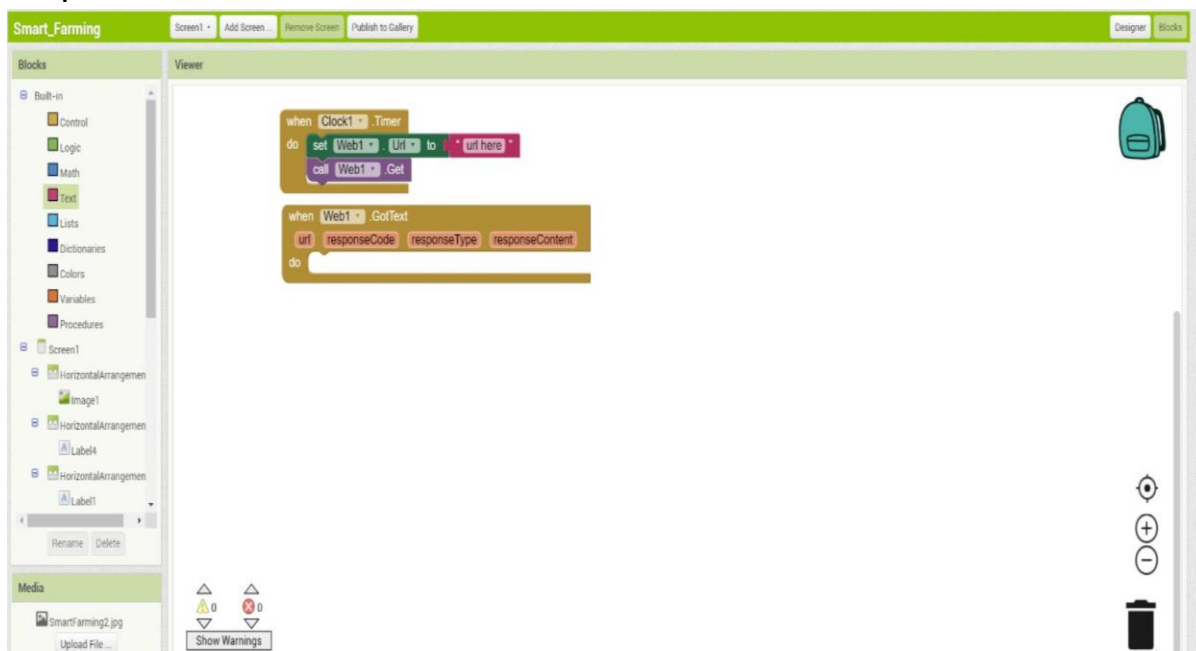 Smart_Farming Screen1 Add Screen ... Remove Screen Publish to Gallery Designer Blocks
Blocks
Viewer
Built-in
Control
Logic
Math
Text
Lists
Dictionaries
Colors
Variables
Procedures
Screen1
HorizontalArrangemen
Image1
HorizontalArrangemen
Label4
HorizontalArrangemen
Label1
Rename Delete
Media
SmartFarming2.jpg
Upload File ...
when Clock1 .Timer
do set Web1 . Url to " url here "
call Web1 .Get
when Web1 .GotText
url responseCode responseType responseContent
do
0 0
Show Warnings